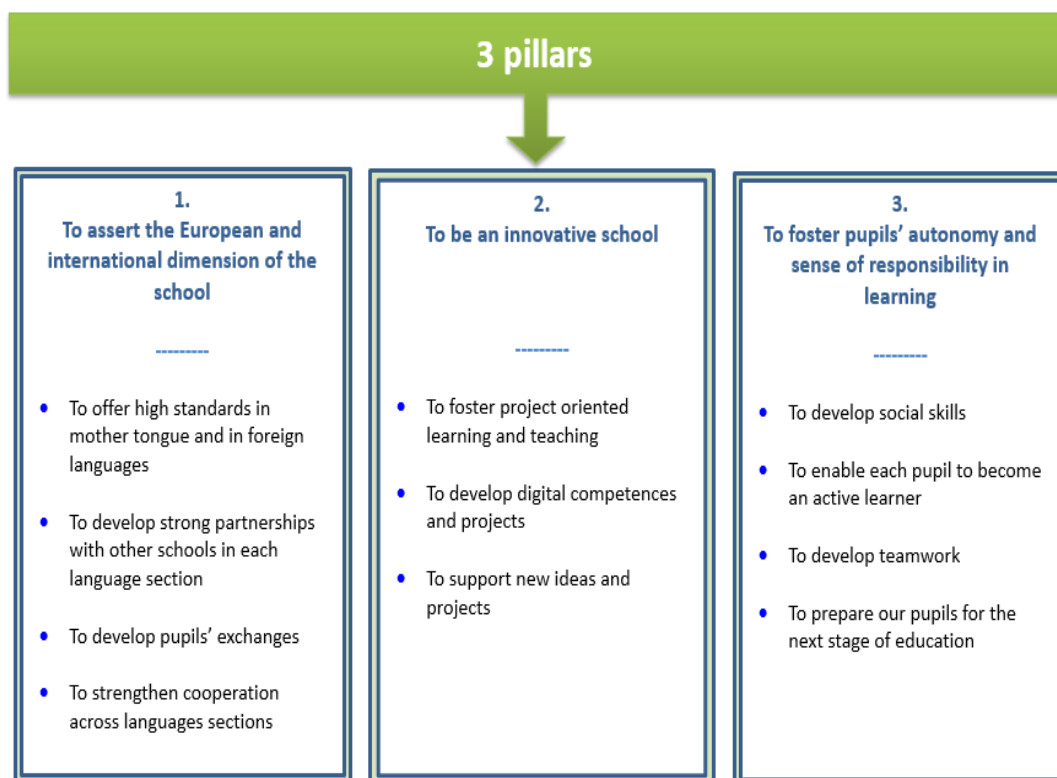 3 pillars
1.
To assert the European and
international dimension of the
school
---------
• To offer high standards in
mother tongue and in foreign
languages
• To develop strong partnerships
with other schools in each
language section
• To develop pupils’ exchanges
• To strengthen cooperation
across languages sections
2.
To be an innovative school
---------
• To foster project oriented
learning and teaching
• To develop digital competences
and projects
• To support new ideas and
projects
3.
To foster pupils’ autonomy and
sense of responsibility in
learning
---------
• To develop social skills
• To enable each pupil to become
an active learner
• To develop teamwork
• To prepare our pupils for the
next stage of education